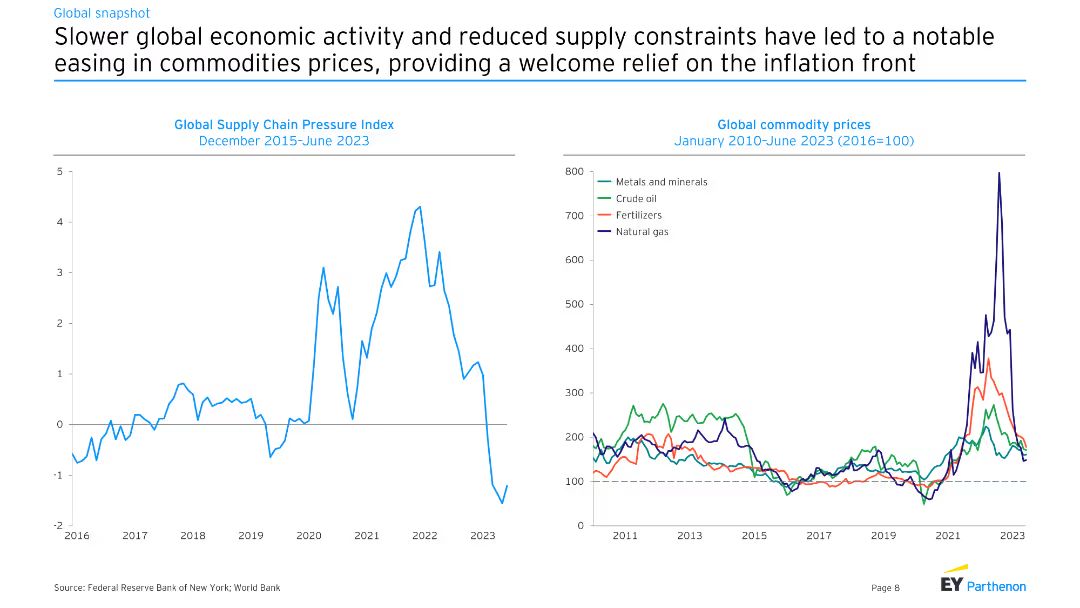 Global snapshot
Slower global economic activity and reduced supply constraints have led to a notable
easing in commodities prices, providing a welcome relief on the inflation front
Global Supply Chain Pressure Index
December 2015–June 2023
5
4
3
2
1
0
-1
-2
2016 2017 2018 2019 2020 2021 2022 2023
Global commodity prices
January 2010–June 2023 (2016=100)
800
700
600
500
400
300
200
100
0
Metals and minerals
Crude oil
Fertilizers
Natural gas
2011 2013 2015 2017 2019 2021 2023
Source: Federal Reserve Bank of New York; World Bank
Page 8
EY Parthenon